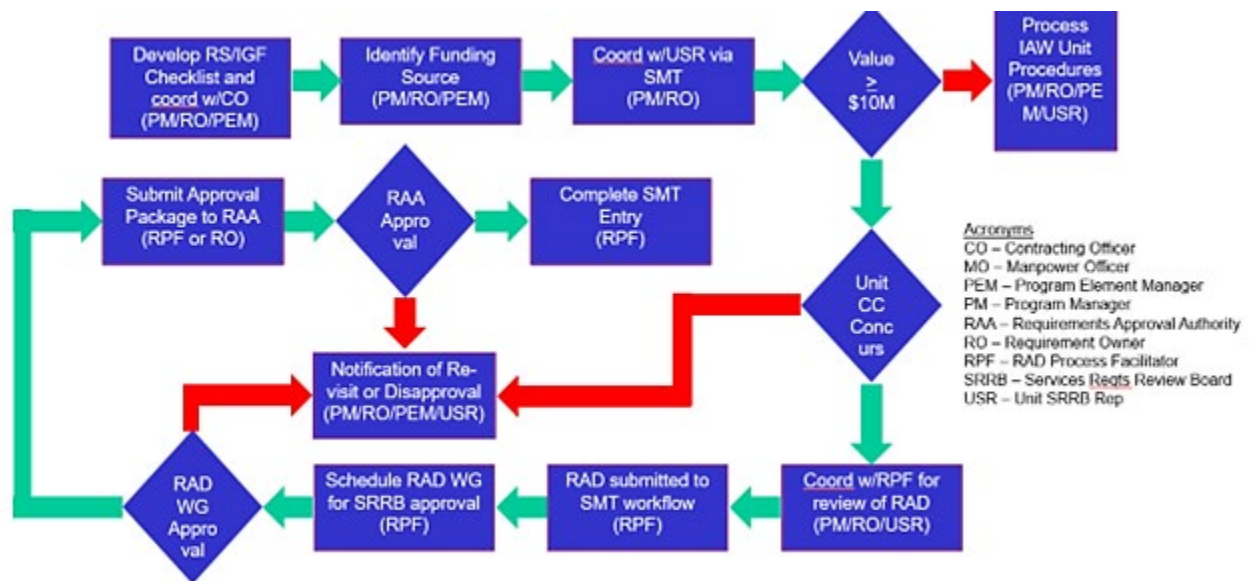 Develop RS/IGF
Checklist and
coord w/CO
(PM/RO/PEM)
Identify Funding
Source
(PM/RO/PEM)
Coord w/USR via
SMT
(PM/RO)
Value
≥
$10M
Process
IAW Unit
Procedures
(PM/RO/PE
M/USR)
Submit Approval
Package to RAA
(RPF or RO)
RAA
Appro
val
Complete SMT
Entry
(RPF)
Unit
CC
Conc
urs
Acronyms
CO – Contracting Officer
MO – Manpower Officer
PEM – Program Element Manager
PM – Program Manager
RAA – Requirements Approval Authority
RO – Requirement Owner
RPF – RAD Process Facilitator
SRRB – Services Reqts Review Board
USR – Unit SRRB Rep
Notification of Re-
visit or Disapproval
(PM/RO/PEM/USR)
RAD
WG
Appro
val
Schedule RAD WG
for SRRB approval
(RPF)
RAD submitted to
SMT workflow
(RPF)
Coord w/RPF for
review of RAD
(PM/RO/USR)